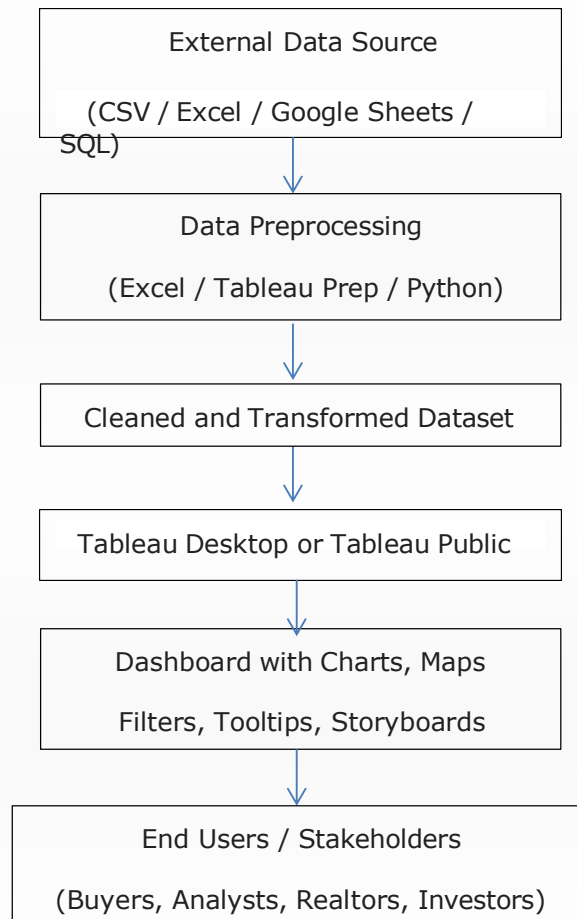 External Data Source
(CSV / Excel / Google Sheets /
SQL)
Data Preprocessing
(Excel / Tableau Prep / Python)
Cleaned and Transformed Dataset
Tableau Desktop or Tableau Public
Dashboard with Charts, Maps
Filters, Tooltips, Storyboards
End Users / Stakeholders
(Buyers, Analysts, Realtors, Investors)